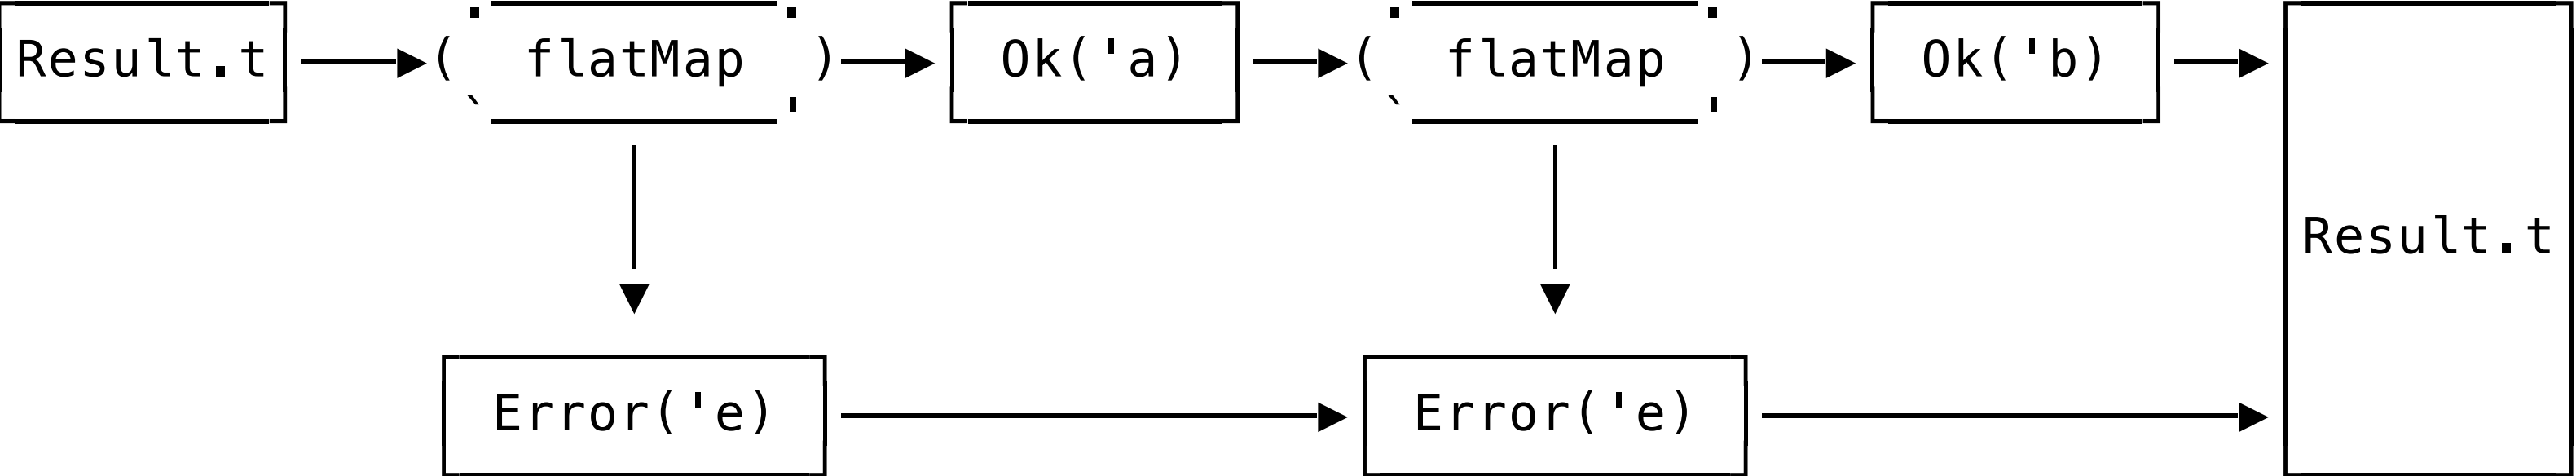 Result.t
flatMap
Ok('a)
flatMap
Ok('b)
Result.t
Error('e)
Error('e)